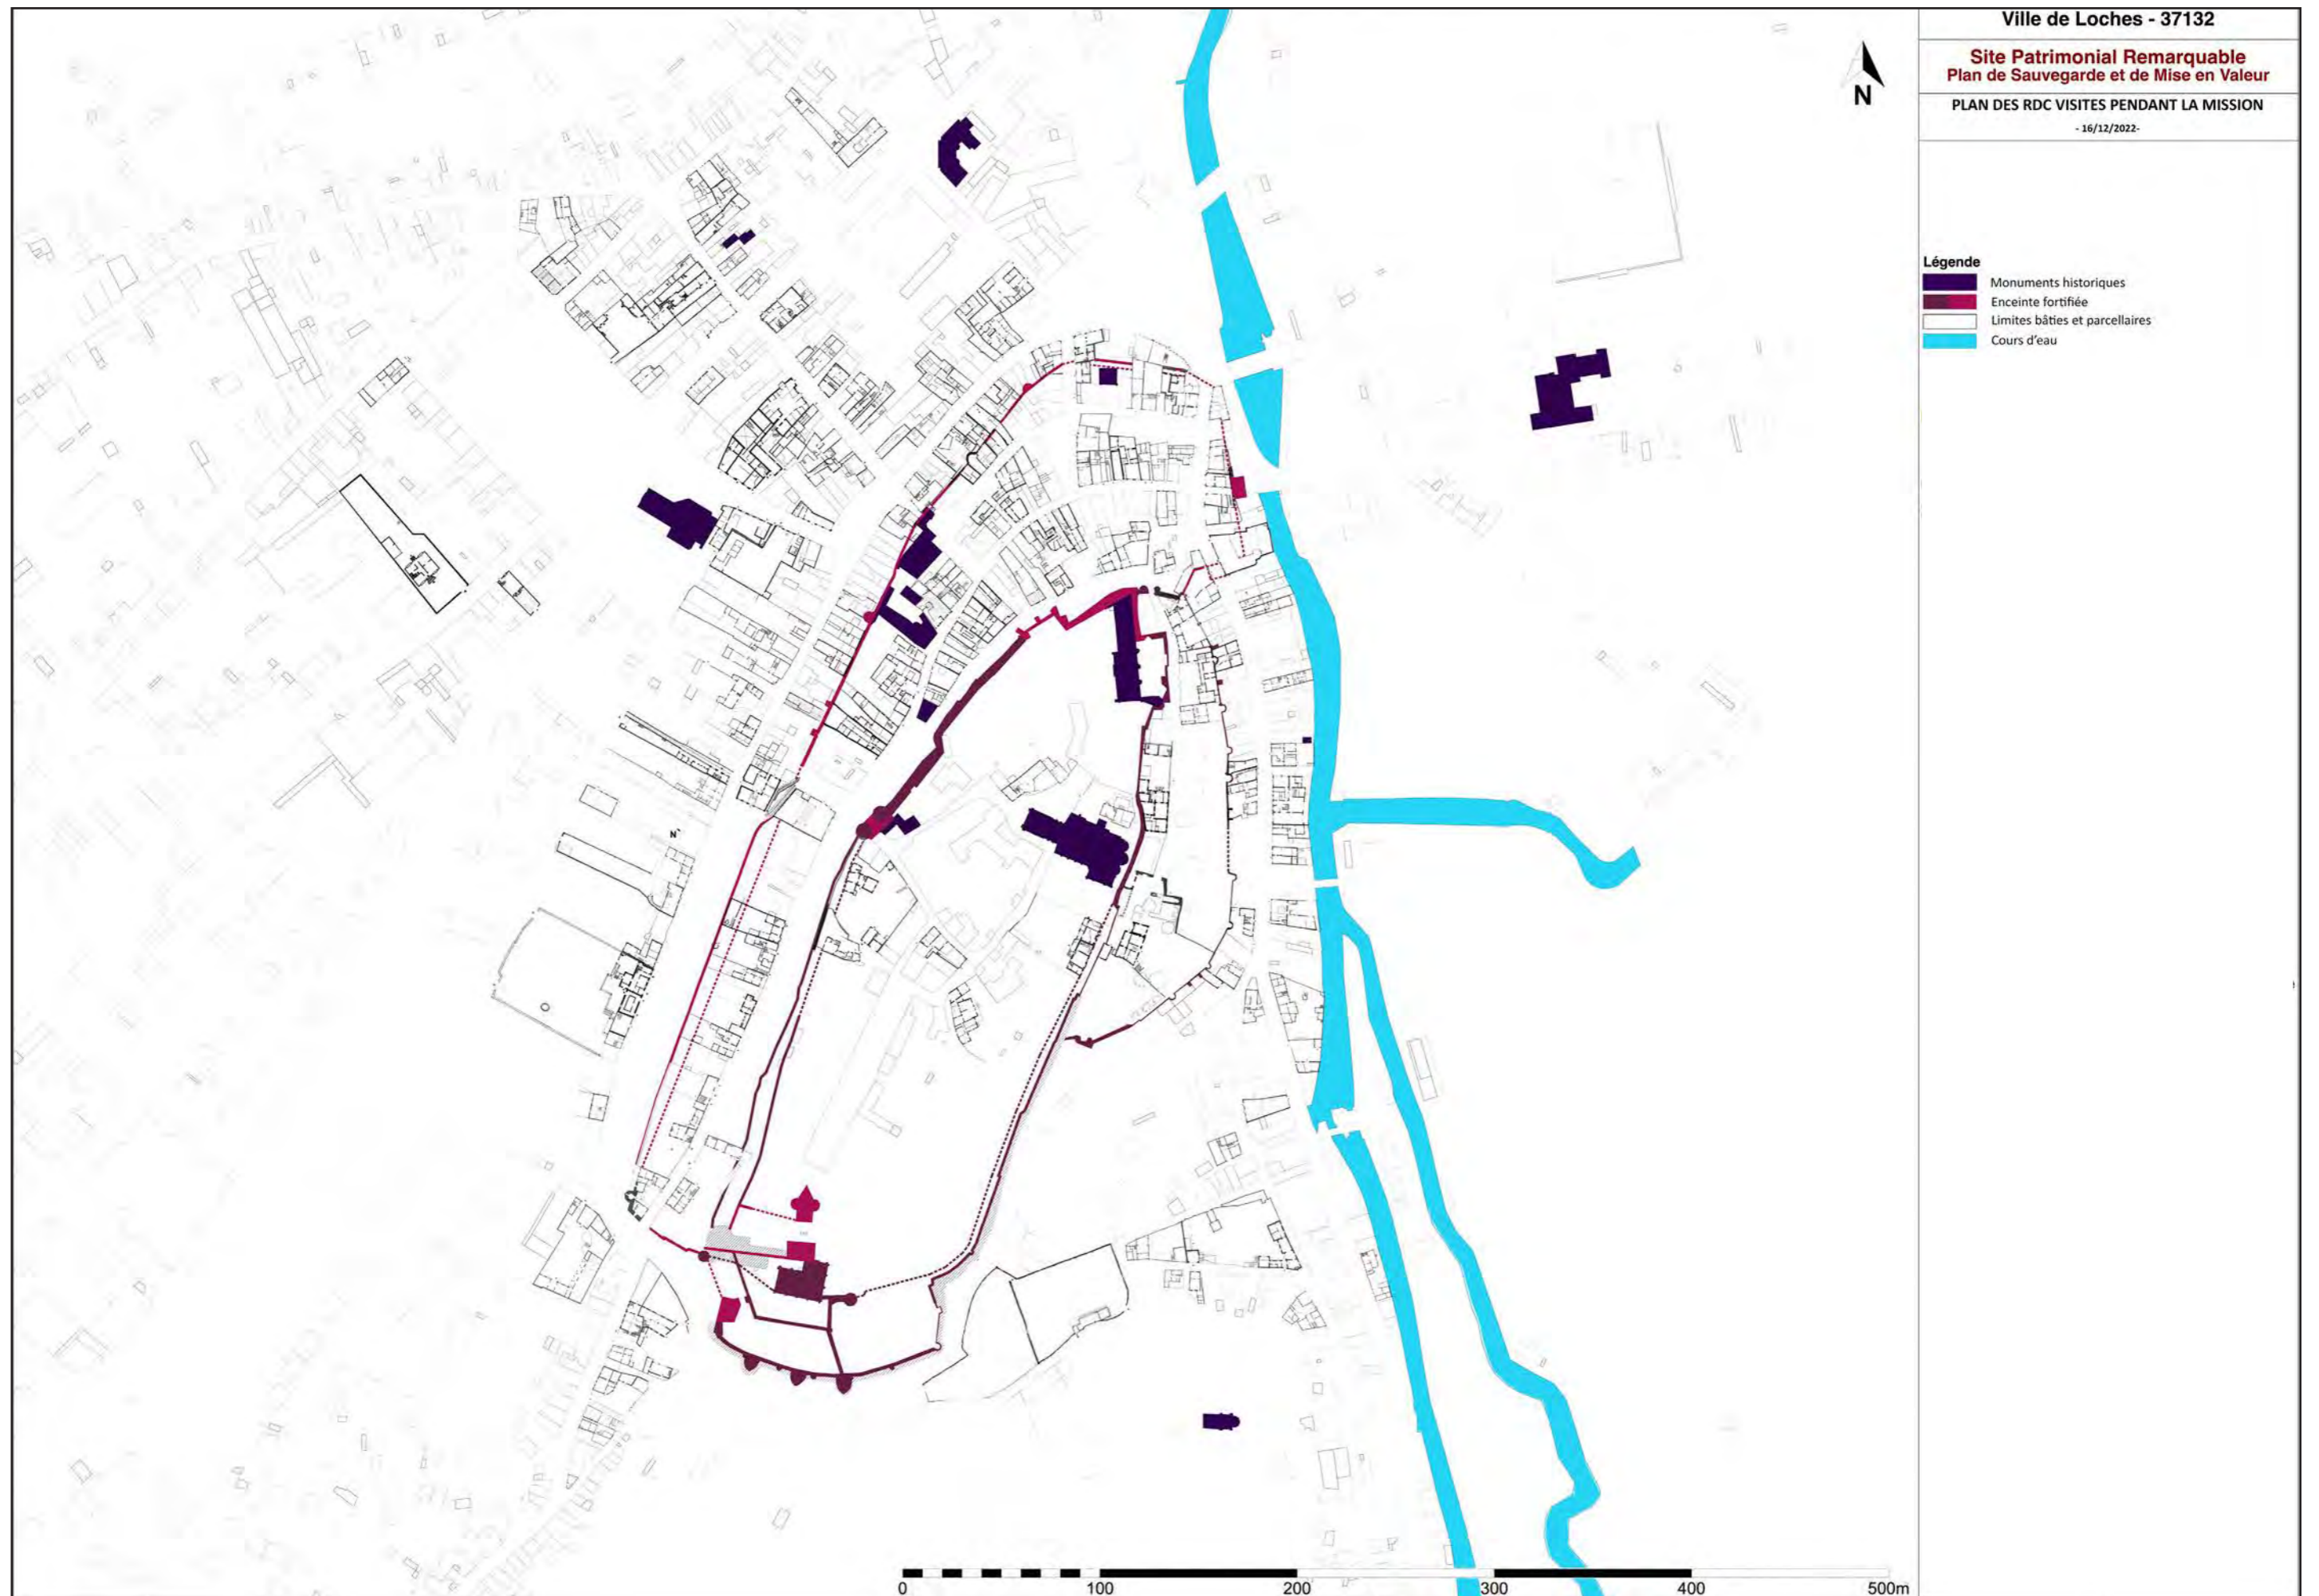 Ville de Loches - 37132
Site Patrimonial Remarquable
Plan de Sauvegarde et de Mise en Valeur
PLAN DES RDC VISITES PENDANT LA MISSION
- 16/12/2022-
N
Légende
Monuments historiques
Enceinte fortifiée
Limites bâties et parcellaires
Cours d'eau
N
0 100 200 300 400 500m